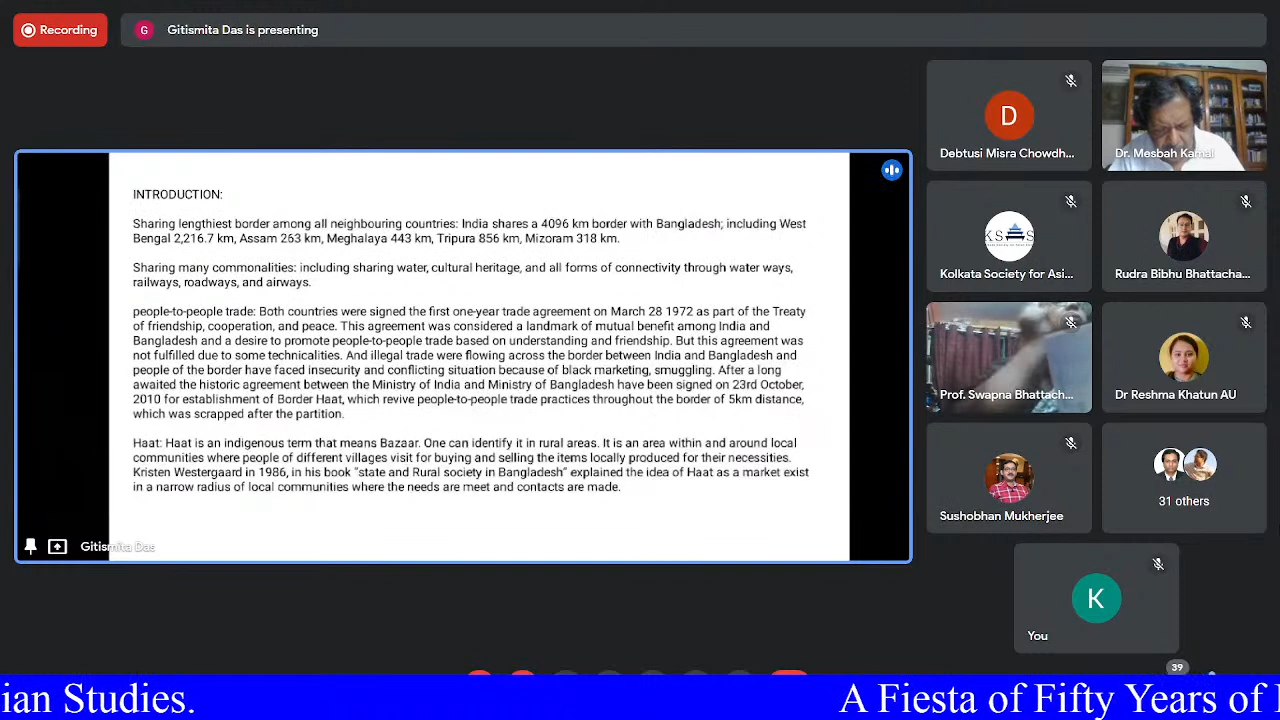 Recording
G
Gitismita Das is presenting
INTRODUCTION:
Sharing lengthiest border among all neighbouring countries: India shares a 4096 km border with Bangladesh; including West
Bengal 2,216.7 km, Assam 263 km, Meghalaya 443 km, Tripura 856 km, Mizoram 318 km.
Sharing many commonalities: including sharing water, cultural heritage, and all forms of connectivity through water ways,
railways, roadways, and airways.
people-to-people trade: Both countries were signed the first one-year trade agreement on March 28 1972 as part of the Treaty
of friendship, cooperation, and peace. This agreement was considered a landmark of mutual benefit among India and
Bangladesh and a desire to promote people-to-people trade based on understanding and friendship. But this agreement was
not fulfilled due to some technicalities. And illegal trade were flowing across the border between India and Bangladesh and
people of the border have faced insecurity and conflicting situation because of black marketing, smuggling. After a long
awaited the historic agreement between the Ministry of India and Ministry of Bangladesh have been signed on 23rd October,
2010 for establishment of Border Haat, which revive people-to-people trade practices throughout the border of 5km distance,
which was scrapped after the partition.
Haat: Haat is an indigenous term that means Bazaar. One can identify it in rural areas. It is an area within and around local
communities where people of different villages visit for buying and selling the items locally produced for their necessities.
Kristen Westergaard in 1986, in his book "state and Rural society in Bangladesh" explained the idea of Haat as a market exist
in a narrow radius of local communities where the needs are meet and contacts are made.
Gitismita Das
D
Debtusi Misra Chowdh...
Dr. Mesbah Kamal
KSAS
Kolkata Society for Asi...
Rudra Bibhu Bhattacha...
Prof. Swapna Bhattach...
Dr Reshma Khatun AU
Sushobhan Mukherjee
31 others
K
You
39
ian Studies.
A Fiesta of Fifty Years of